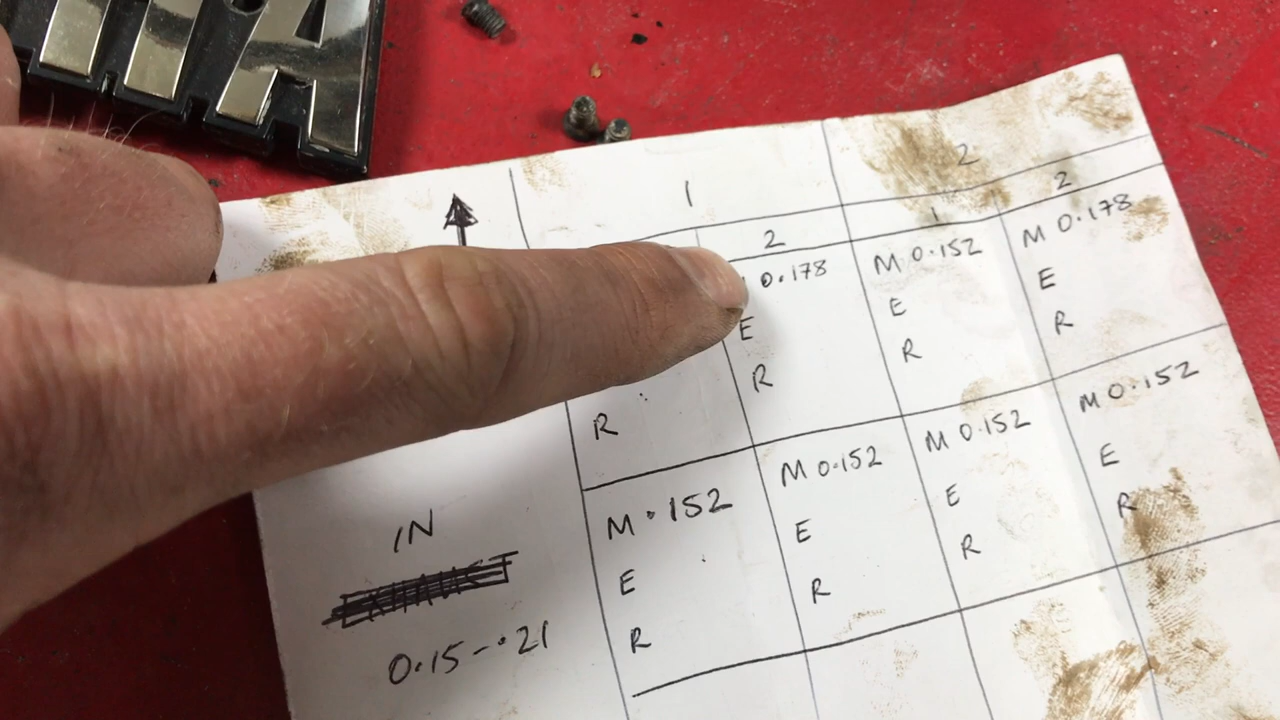 1 2
2 1 2
0.178 M 0.152 M 0.178
E E E
R R R R
IN M .152 M 0.152 M 0.152 M 0.152
E E E E
0.15-.21 R R R R